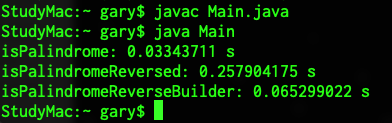 StudyMac:~ gary$ javac Main.java
StudyMac:~ gary$ java Main
isPalindrome: 0.03343711 s
isPalindromeReversed: 0.257904175 s
isPalindromeReverseBuilder: 0.065299022 s
StudyMac:~ gary$